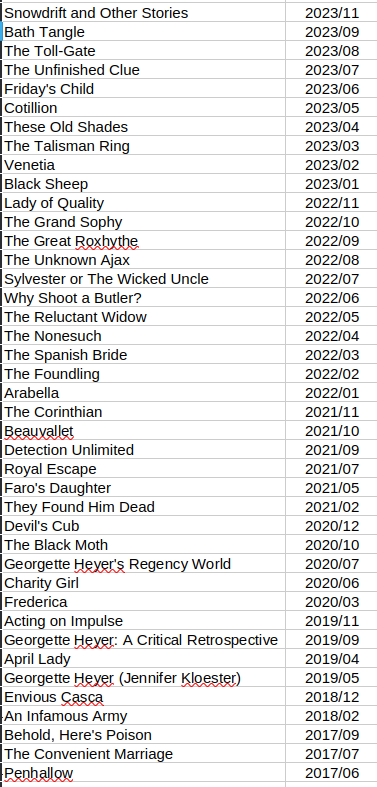 Snowdrift and Other Stories 2023/11
Bath Tangle 2023/09
The Toll-Gate 2023/08
The Unfinished Clue 2023/07
Friday's Child 2023/06
Cotillion 2023/05
These Old Shades 2023/04
The Talisman Ring 2023/03
Venetia 2023/02
Black Sheep 2023/01
Lady of Quality 2022/11
The Grand Sophy 2022/10
The Great Roxhythe 2022/09
The Unknown Ajax 2022/08
Sylvester or The Wicked Uncle 2022/07
Why Shoot a Butler? 2022/06
The Reluctant Widow 2022/05
The Nonesuch 2022/04
The Spanish Bride 2022/03
The Foundling 2022/02
Arabella 2022/01
The Corinthian 2021/11
Beauvallet 2021/10
Detection Unlimited 2021/09
Royal Escape 2021/07
Faro's Daughter 2021/05
They Found Him Dead 2021/02
Devil's Cub 2020/12
The Black Moth 2020/10
Georgette Heyer's Regency World 2020/07
Charity Girl 2020/06
Frederica 2020/03
Acting on Impulse 2019/11
Georgette Heyer: A Critical Retrospective 2019/09
April Lady 2019/04
Georgette Heyer (Jennifer Kloester) 2019/05
Envious Casca 2018/12
An Infamous Army 2018/02
Behold, Here's Poison 2017/09
The Convenient Marriage 2017/07
Penhallow 2017/06